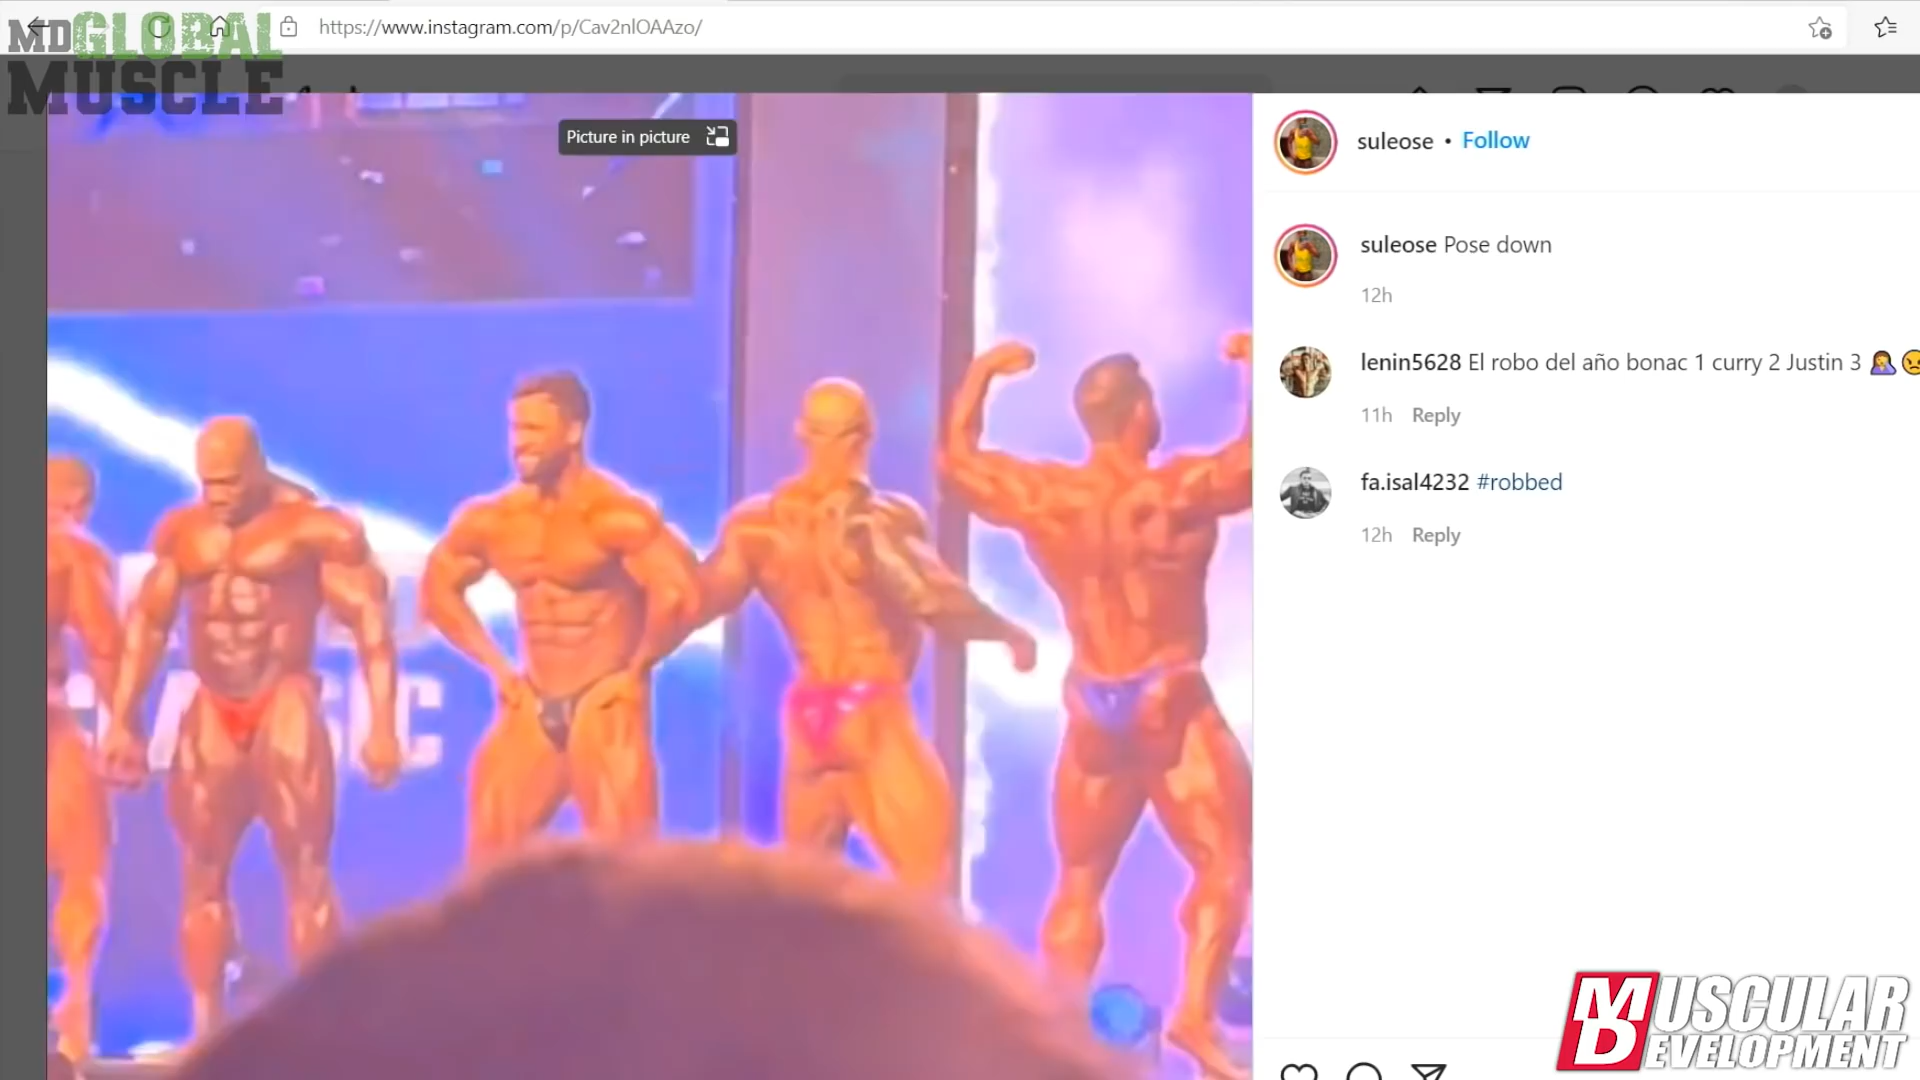 https://www.instagram.com/p/Cav2nlOAAzo/
MD GLOBAL
MUSCLE
Picture in picture
suleose • Follow
suleose Pose down
12h
lenin5628 El robo del año bonac 1 curry 2 Justin 3
11h Reply
fa.isal4232 #robbed
12h Reply
MUSCULAR
DEVELOPMENT